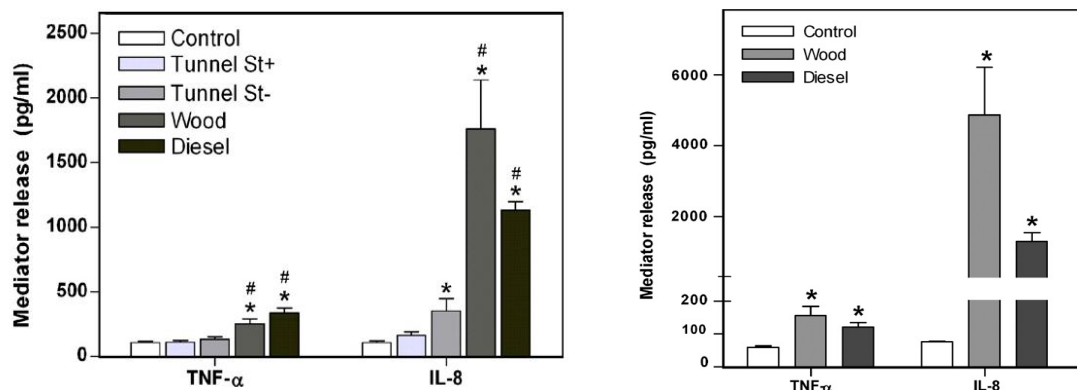 Mediator release (pg/ml)
2500
2000
1500
1000
500
0
Control
Tunnel St+
Tunnel St-
Wood
Diesel
#
*
#
*
*
#
*
#
*
TNF-α
IL-8
Mediator release (pg/ml)
6000
4000
2000
200
100
0
Control
Wood
Diesel
*
*
*
*
TNFα
IL-8